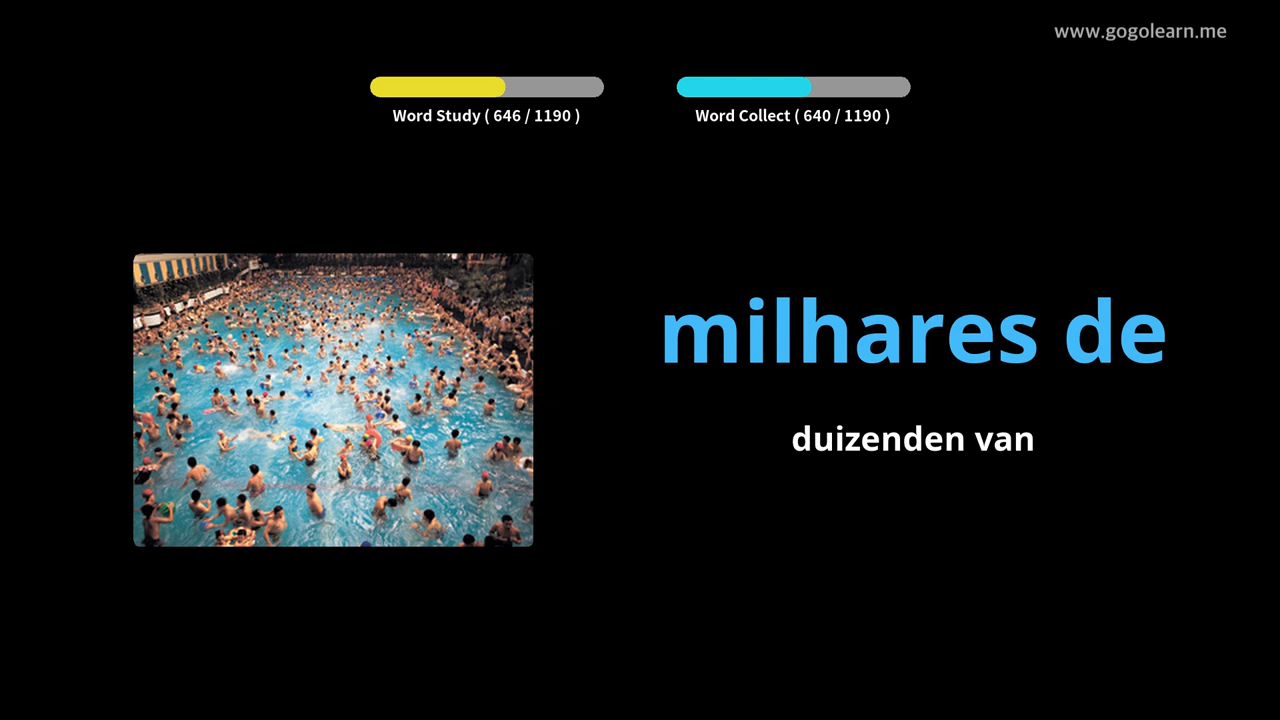 www.gogolearn.me
Word Study ( 646 / 1190 )
Word Collect ( 640 / 1190 )
milhares de
duizenden van